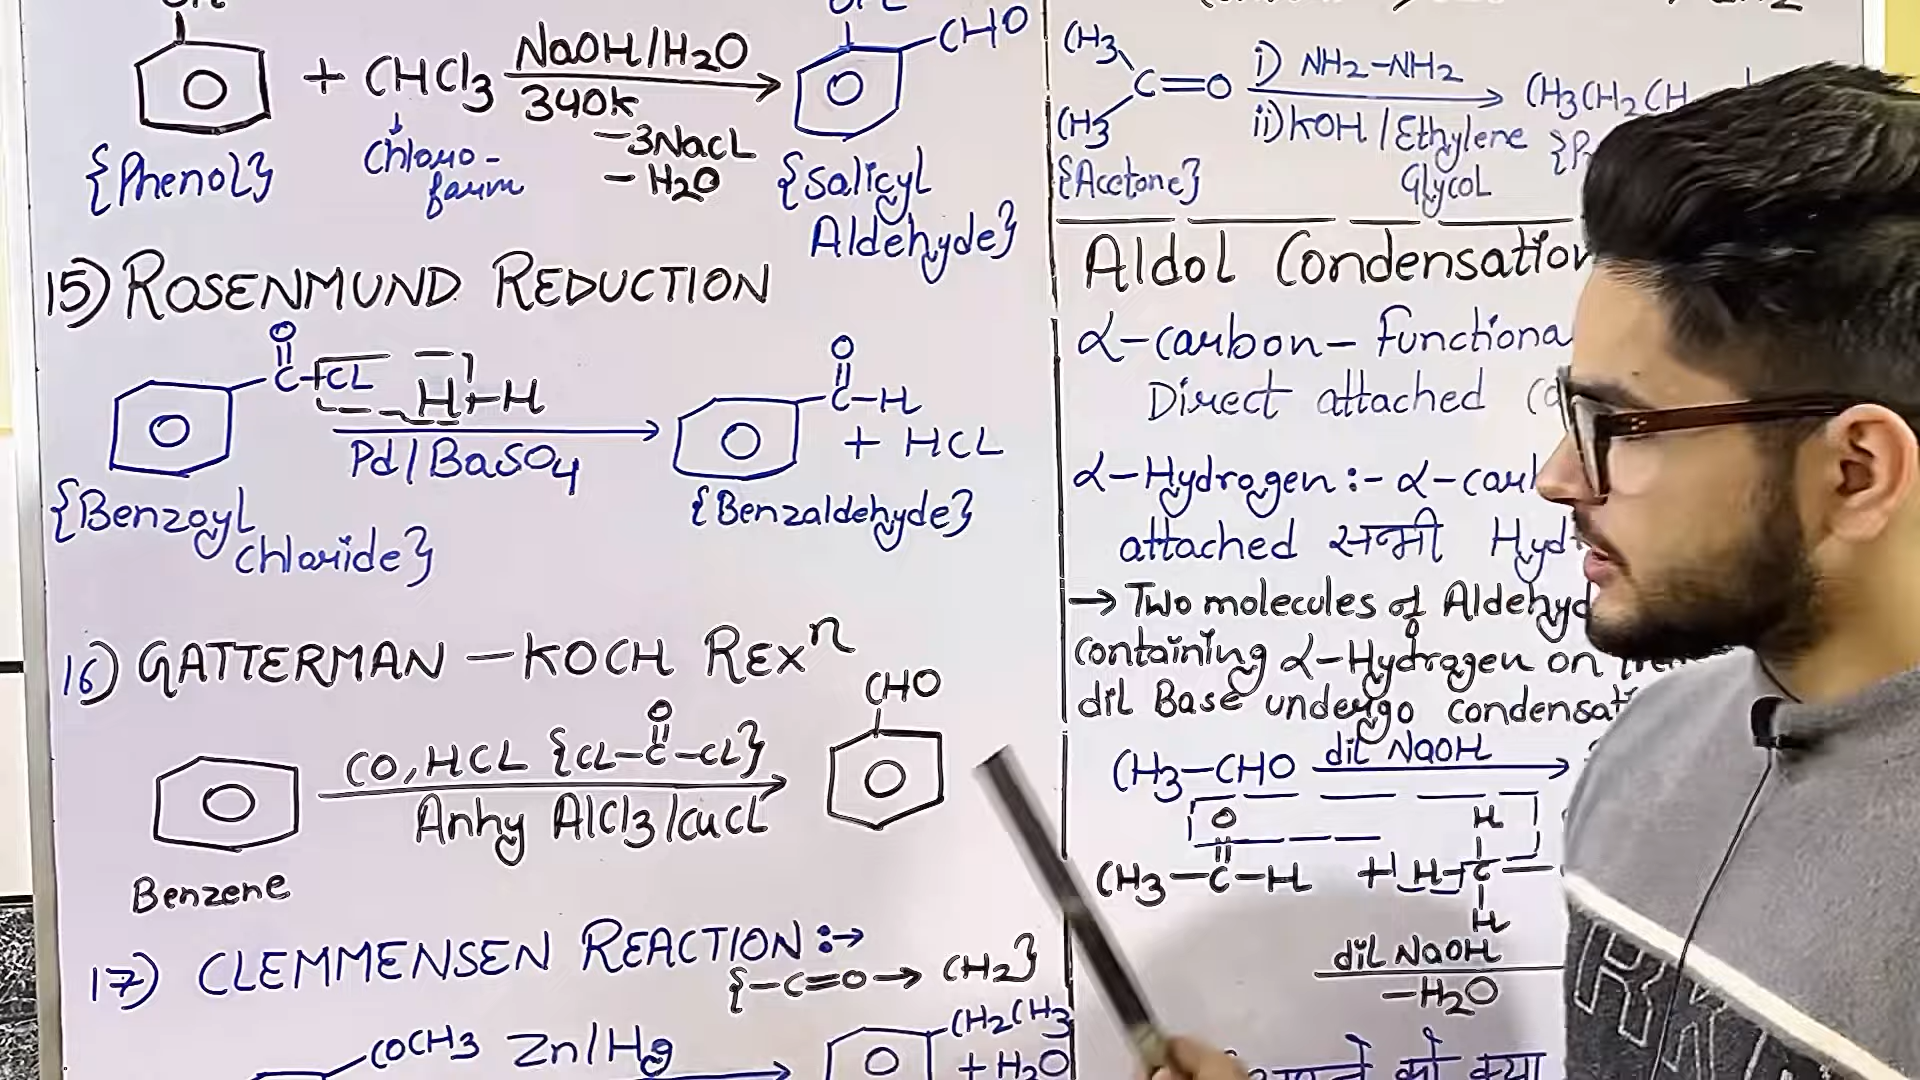 + CHCl3 NaOH/H2O
340K
-3NaCL
-H2O
CHO
{Phenol}
Chloro-
form
{Salicyl
Aldehyde}
15) ROSENMUND REDUCTION
O
C-CL H-H
Pd/BaSO4
O
C-H
+ HCL
{Benzoyl
Chloride}
{Benzaldehyde}
16) GATTERMAN-KOCH REXn
CO, HCL {CL-C-CL}
O
Anhy AlCl3/CuCL
CHO
Benzene
17) CLEMMENSEN REACTION :→
{-C=O→ CH2}
COCH3 Zn/Hg
CH2CH3
+ H2O
CH3
C=O
CH3
i) NH2-NH2
ii) KOH/Ethylene
Glycol
CH3CH2CH
{Acetone}
Aldol Condensation
α-carbon- Functiona
Direct attached
α-Hydrogen:- α-car
attached सभी Hyd
→ Two molecules of Aldehyd
containing α-Hydrogen on
dil Base undergo condensat
CH3-CHO dil NaOH
O H
CH3-C-H + H-C-
H
dil NaOH
-H2O
को क्या